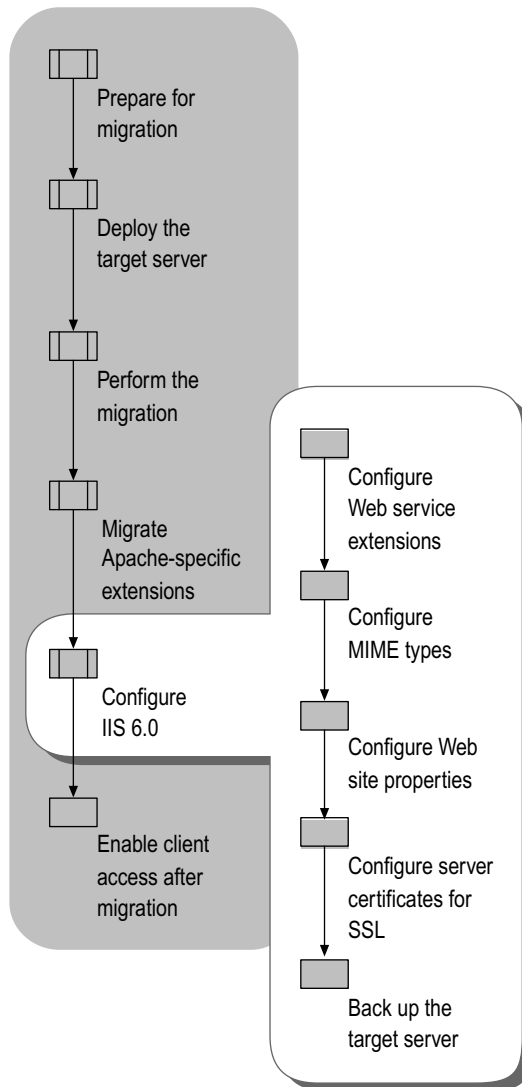 Prepare for
migration
Deploy the
target server
Perform the
migration
Migrate
Apache-specific
extensions
Configure
IIS 6.0
Enable client
access after
migration
Configure
Web service
extensions
Configure
MIME types
Configure Web
site properties
Configure server
certificates for
SSL
Back up the
target server